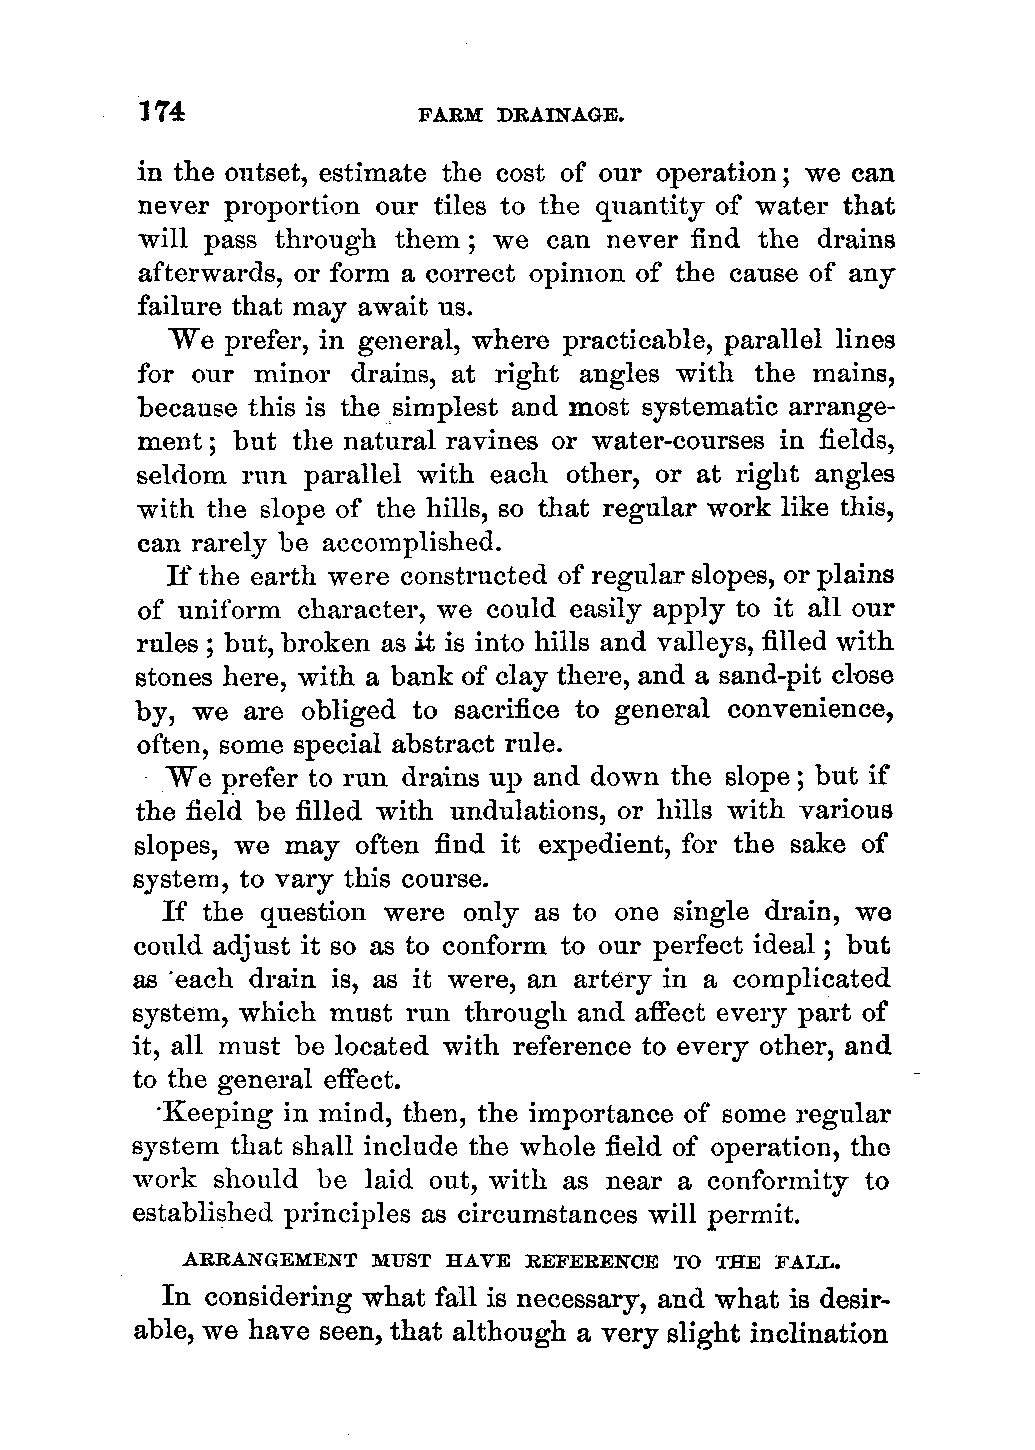 174 FARM DRAINAGE.
in the outset, estimate the cost of our operation; we can
never proportion our tiles to the quantity of water that
will pass through them; we can never find the drains
afterwards, or form a correct opinion of the cause of any
failure that may await us.
We prefer, in general, where practicable, parallel lines
for our minor drains, at right angles with the mains,
because this is the simplest and most systematic arrange-
ment; but the natural ravines or water-courses in fields,
seldom run parallel with each other, or at right angles
with the slope of the hills, so that regular work like this,
can rarely be accomplished.
If the earth were constructed of regular slopes, or plains
of uniform character, we could easily apply to it all our
rules; but, broken as it is into hills and valleys, filled with
stones here, with a bank of clay there, and a sand-pit close
by, we are obliged to sacrifice to general convenience,
often, some special abstract rule.
We prefer to run drains up and down the slope; but if
the field be filled with undulations, or hills with various
slopes, we may often find it expedient, for the sake of
system, to vary this course.
If the question were only as to one single drain, we
could adjust it so as to conform to our perfect ideal; but
as each drain is, as it were, an artery in a complicated
system, which must run through and affect every part of
it, all must be located with reference to every other, and
to the general effect.
Keeping in mind, then, the importance of some regular
system that shall include the whole field of operation, the
work should be laid out, with as near a conformity to
established principles as circumstances will permit.
ARRANGEMENT MUST HAVE REFERENCE TO THE FALL.
In considering what fall is necessary, and what is desir-
able, we have seen, that although a very slight inclination